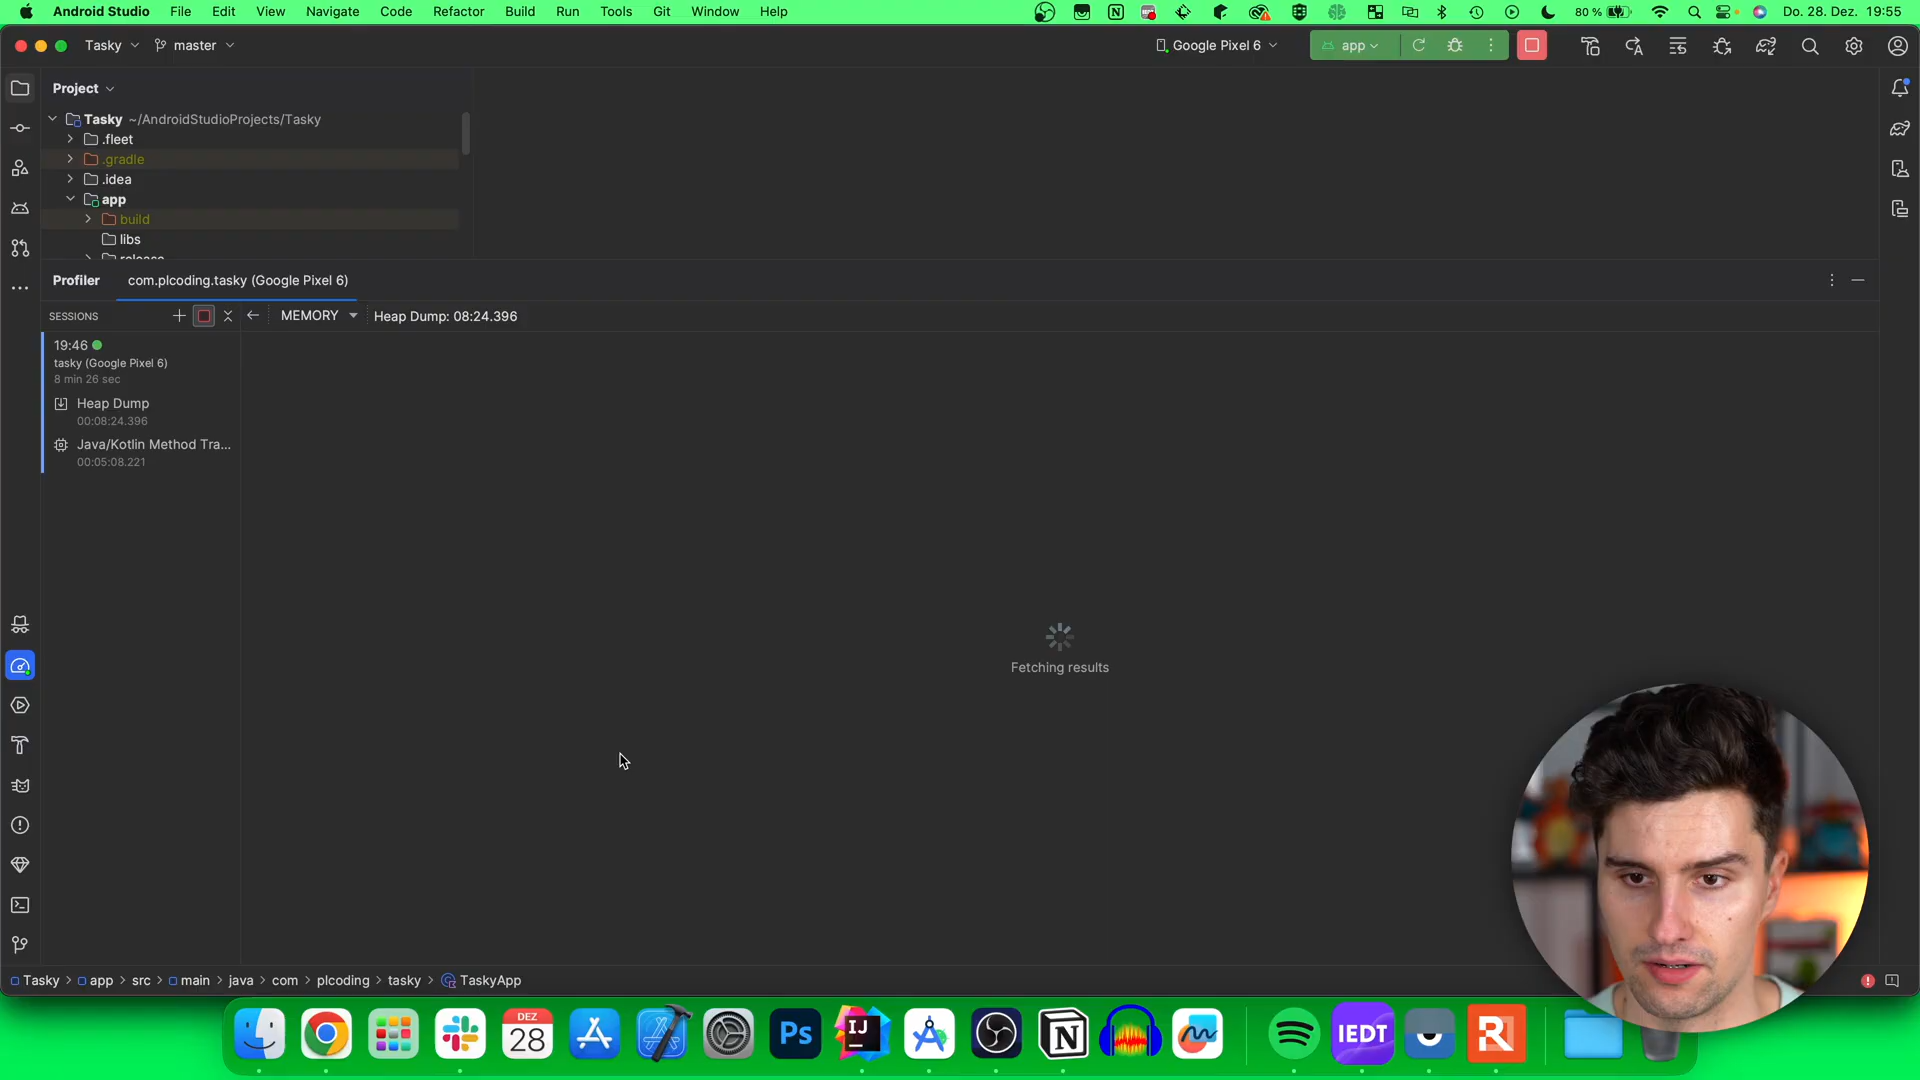 Android Studio File Edit View Navigate Code Refactor Build Run Tools Git Window Help 80 % Do. 28. Dez. 19:55
Tasky master Google Pixel 6 app
Project
Tasky ~/AndroidStudioProjects/Tasky
.fleet
.gradle
.idea
app
build
libs
release
Profiler com.plcoding.tasky (Google Pixel 6)
SESSIONS MEMORY Heap Dump: 08:24.396
19:46
tasky (Google Pixel 6)
8 min 26 sec
Heap Dump
00:08:24.396
Java/Kotlin Method Tra...
00:05:08.221
Fetching results
Tasky > app > src > main > java > com > plcoding > tasky > TaskyApp
DEZ
28
Ps
IJ
IEDT
R